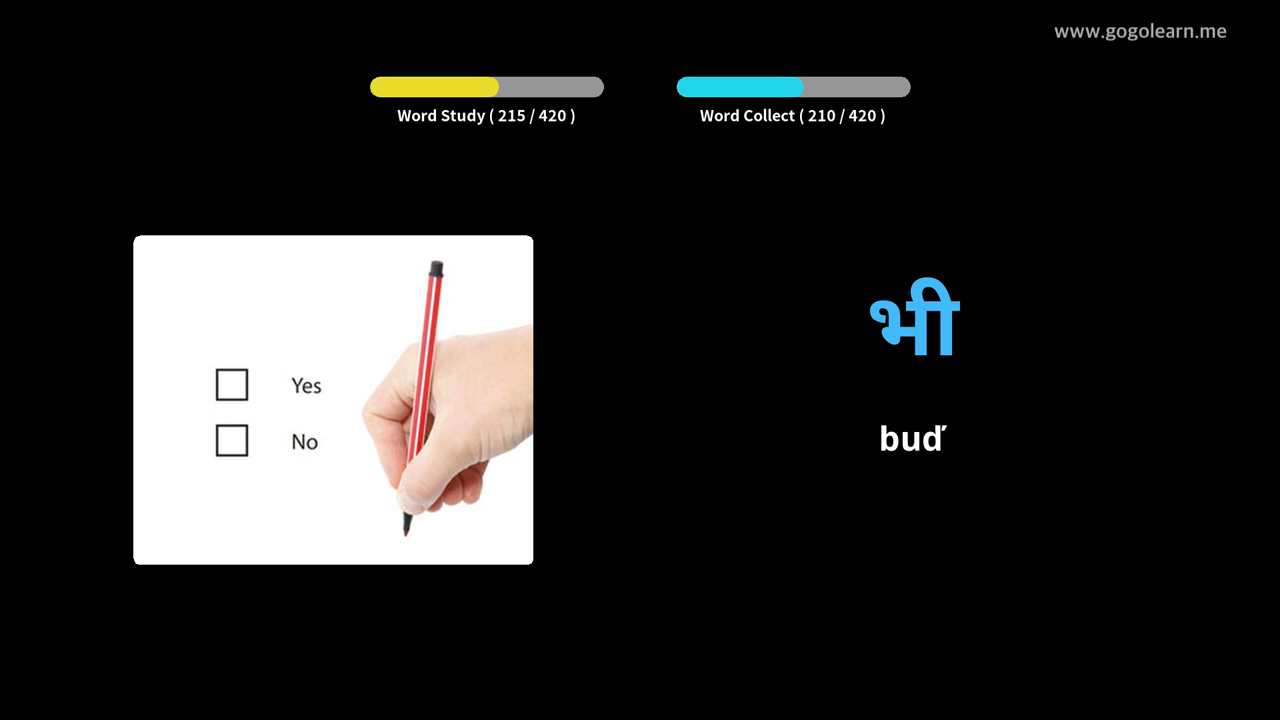 www.gogolearn.me
Word Study ( 215 / 420 )
Word Collect ( 210 / 420 )
भी
Yes
No
buď